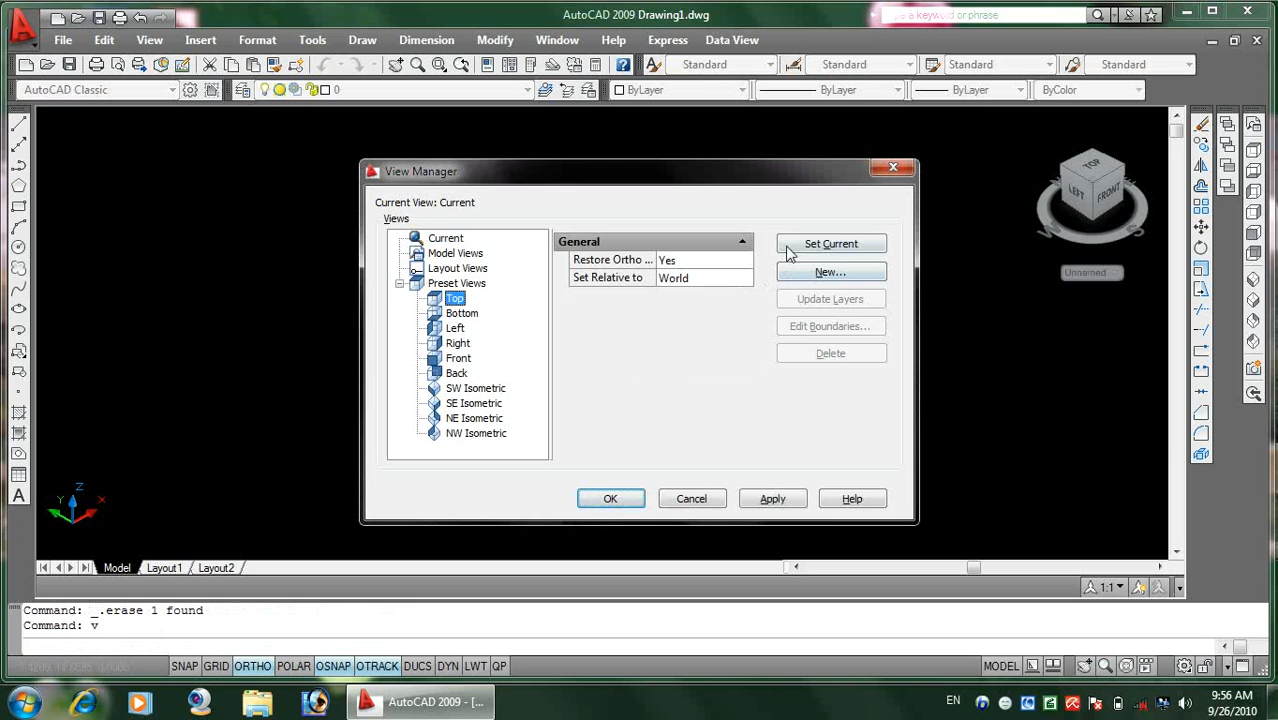 AutoCAD 2009 Drawing1.dwg
pe a keyword or phrase
File Edit View Insert Format Tools Draw Dimension Modify Window Help Express Data View
Standard Standard Standard Standard
AutoCAD Classic 0 ByLayer ByLayer ByLayer ByColor
View Manager
Current View: Current
Views
Current
Model Views
Layout Views
Preset Views
Top
Bottom
Left
Right
Front
Back
SW Isometric
SE Isometric
NE Isometric
NW Isometric
General
Restore Ortho ... Yes
Set Relative to World
Set Current
New...
Update Layers
Edit Boundaries...
Delete
OK Cancel Apply Help
TOP
LEFT FRONT
Unnamed
Z
Y X
Model Layout1 Layout2
1:1
Command: _.erase 1 found
Command: v
SNAP GRID ORTHO POLAR OSNAP OTRACK DUCS DYN LWT QP MODEL
AutoCAD 2009 - [...
EN
9:56 AM
9/26/2010